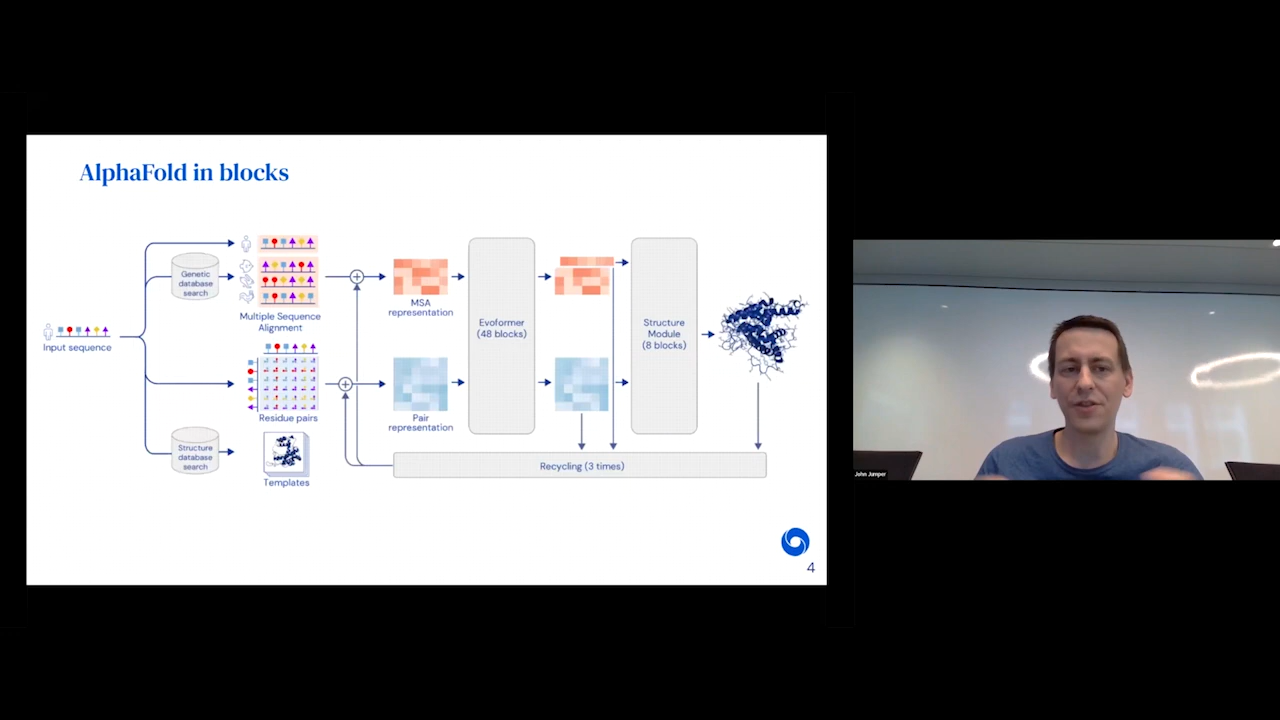 AlphaFold in blocks
Genetic
database
search
Multiple Sequence
Alignment
Input sequence
Residue pairs
Structure
database
search
Templates
MSA
representation
Pair
representation
Evoformer
(48 blocks)
Structure
Module
(8 blocks)
Recycling (3 times)
4
John Jumper